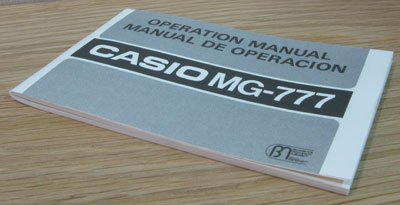 OPERATION MANUAL
MANUAL DE OPERACION
CASIO MG-777